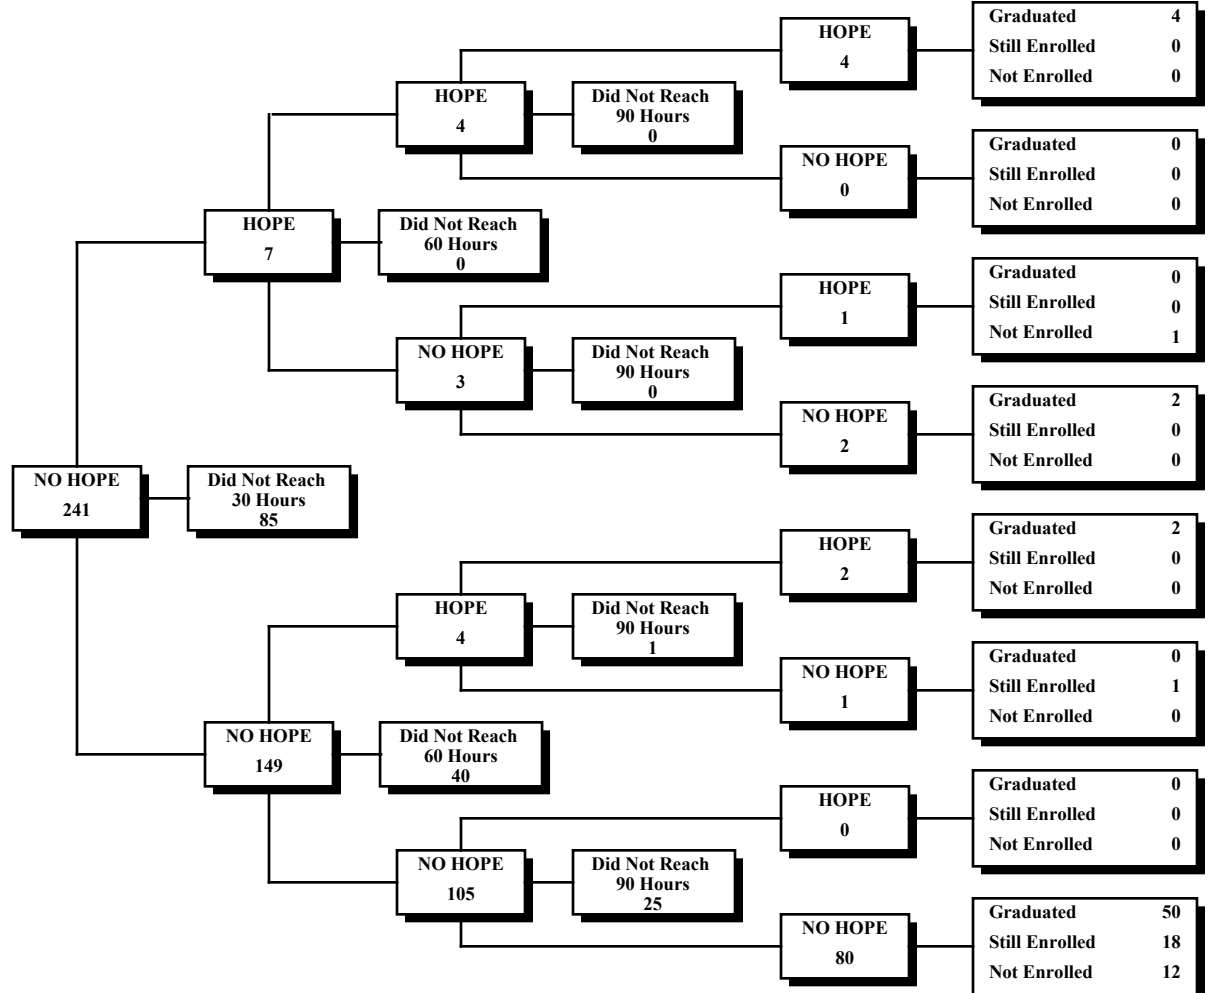 HOPE
4
Graduated 4
Still Enrolled 0
Not Enrolled 0
HOPE
4
Did Not Reach
90 Hours
0
NO HOPE
0
Graduated 0
Still Enrolled 0
Not Enrolled 0
HOPE
7
Did Not Reach
60 Hours
0
HOPE
1
Graduated 0
Still Enrolled 0
Not Enrolled 1
NO HOPE
3
Did Not Reach
90 Hours
0
NO HOPE
2
Graduated 2
Still Enrolled 0
Not Enrolled 0
NO HOPE
241
Did Not Reach
30 Hours
85
HOPE
2
Graduated 2
Still Enrolled 0
Not Enrolled 0
HOPE
4
Did Not Reach
90 Hours
1
NO HOPE
1
Graduated 0
Still Enrolled 1
Not Enrolled 0
NO HOPE
149
Did Not Reach
60 Hours
40
HOPE
0
Graduated 0
Still Enrolled 0
Not Enrolled 0
NO HOPE
105
Did Not Reach
90 Hours
25
NO HOPE
80
Graduated 50
Still Enrolled 18
Not Enrolled 12